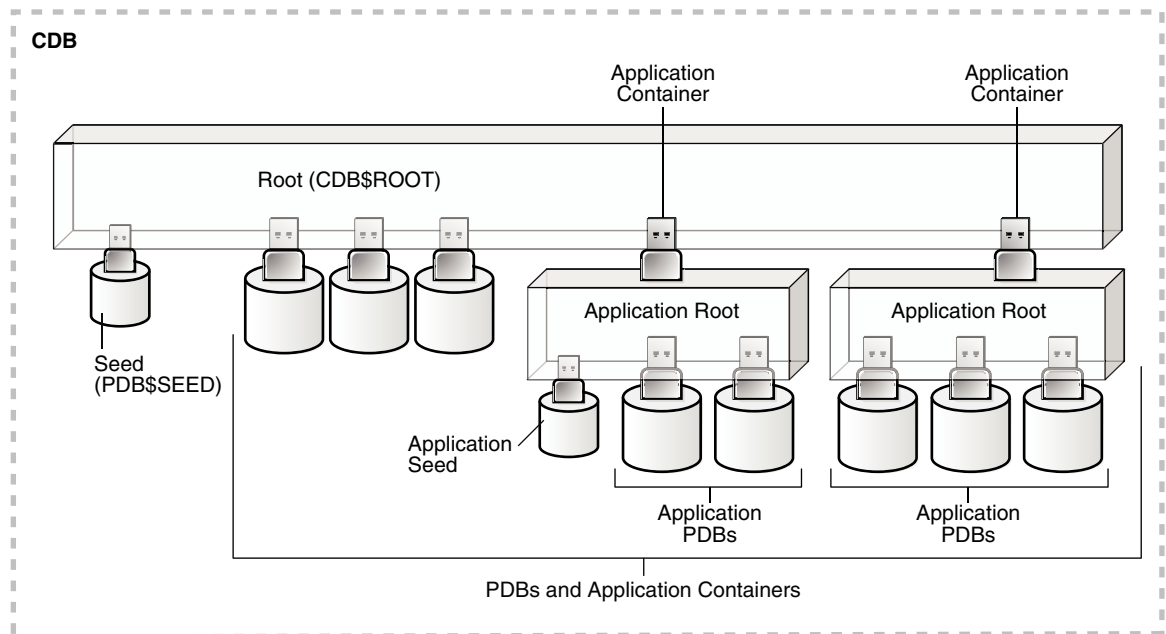 CDB
Application
Container
Application
Container
Root (CDB$ROOT)
Application Root
Application Root
Seed
(PDB$SEED)
Application
Seed
Application
PDBs
Application
PDBs
PDBs and Application Containers